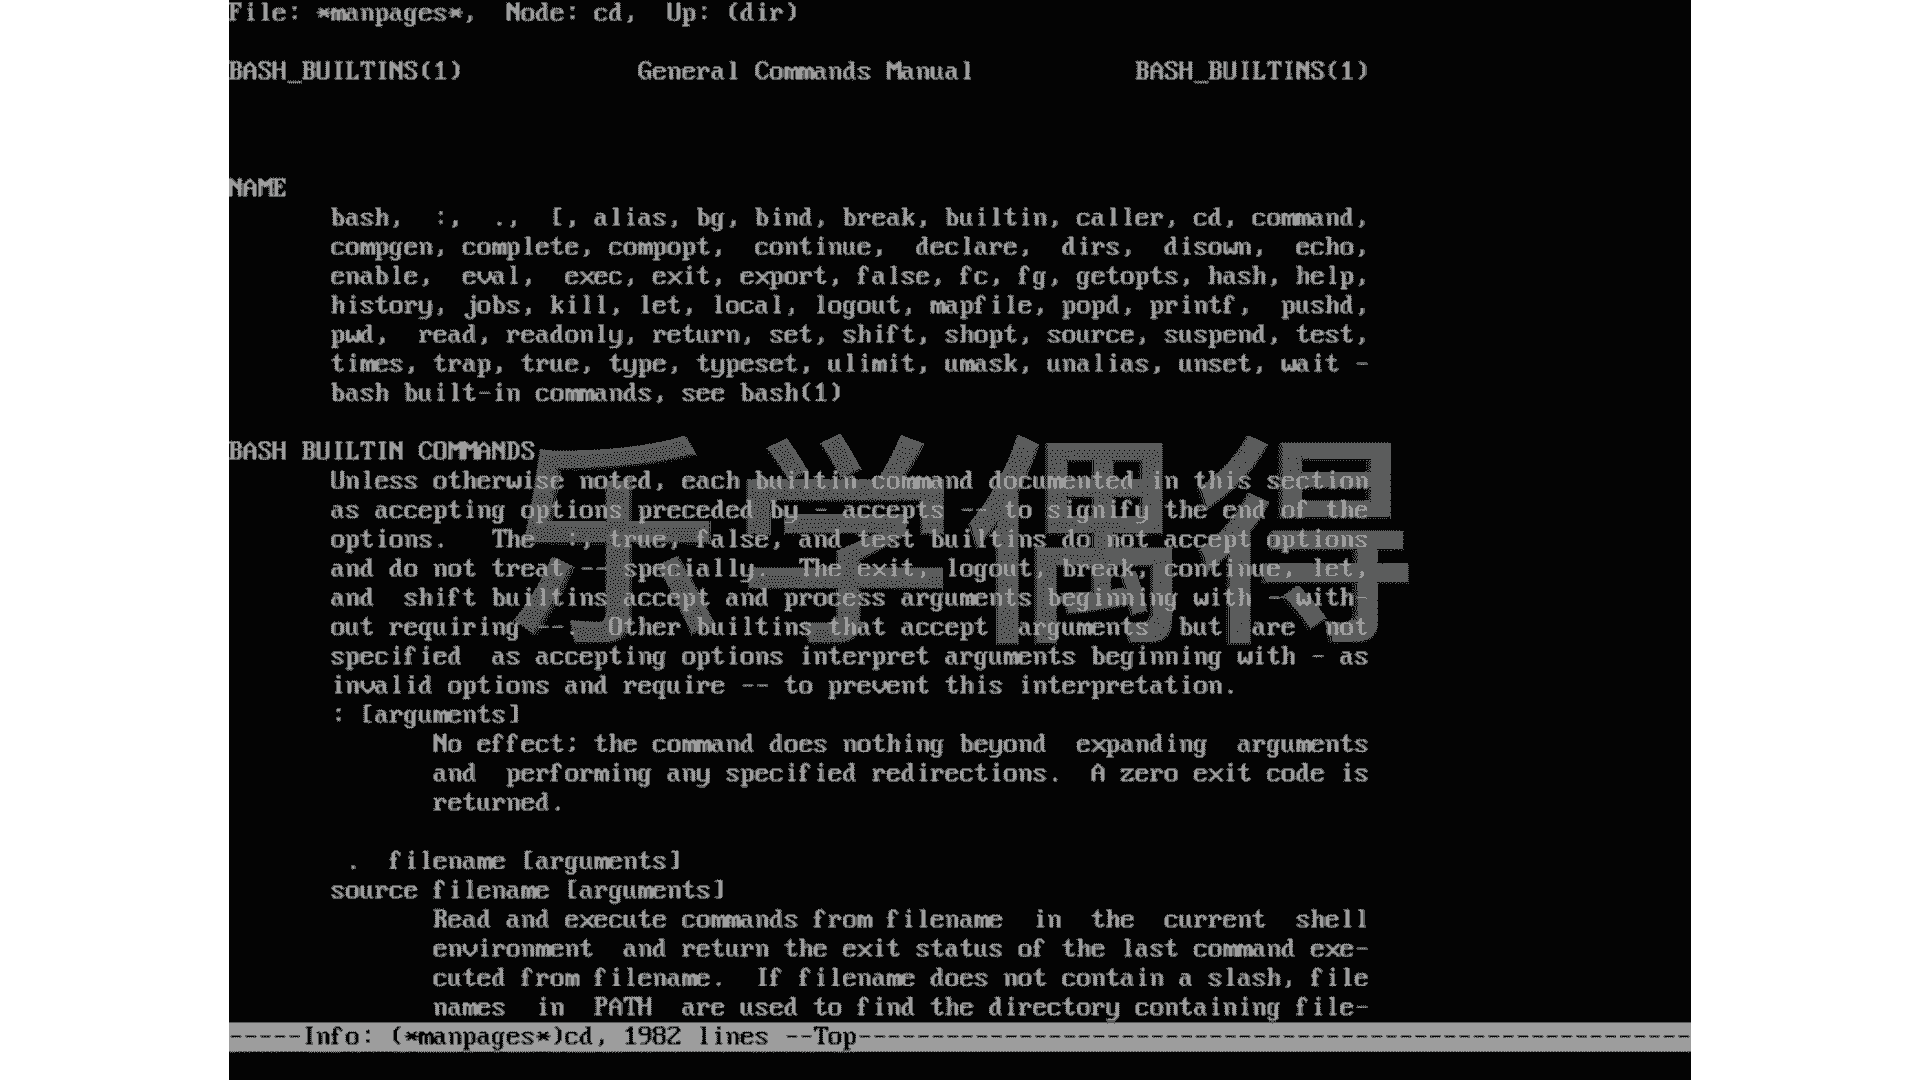 File: *manpages*,  Node: cd,  Up: (dir)
BASH_BUILTINS(1)            General Commands Manual           BASH_BUILTINS(1)
NAME
bash,  :,  .,  [, alias, bg, bind, break, builtin, caller, cd, command,
compgen, complete, compopt,  continue,  declare,  dirs,  disown,  echo,
enable,  eval,  exec, exit, export, false, fc, fg, getopts, hash, help,
history, jobs, kill, let, local, logout, mapfile, popd, printf,  pushd,
pwd,  read, readonly, return, set, shift, shopt, source, suspend, test,
times, trap, true, type, typeset, ulimit, umask, unalias, unset, wait -
bash built-in commands, see bash(1)
BASH BUILTIN COMMANDS
Unless otherwise noted, each builtin command documented in this section
as accepting options preceded by - accepts -- to signify the end of the
options.   The  :, true, false, and test builtins do not accept options
and do not treat -- specially.  The exit, logout, break, continue, let,
and  shift builtins accept and process arguments beginning with - with-
out requiring --.  Other builtins that accept  arguments  but  are  not
specified  as accepting options interpret arguments beginning with - as
invalid options and require -- to prevent this interpretation.
: [arguments]
No effect; the command does nothing beyond  expanding  arguments
and  performing any specified redirections.  A zero exit code is
returned.
.  filename [arguments]
source filename [arguments]
Read and execute commands from filename  in  the  current  shell
environment  and return the exit status of the last command exe-
cuted from filename.  If filename does not contain a slash, file
names  in  PATH  are used to find the directory containing file-
-----Info: (*manpages*)cd, 1982 lines --Top---------------------------------------------------------
乐学偶得